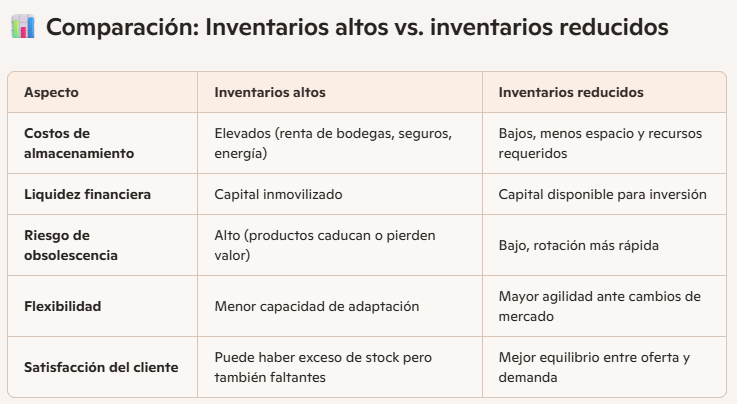 Comparación: Inventarios altos vs. inventarios reducidos
Aspecto
Inventarios altos
Inventarios reducidos
Costos de
almacenamiento
Elevados (renta de bodegas, seguros,
energía)
Bajos, menos espacio y recursos
requeridos
Liquidez financiera
Capital inmovilizado
Capital disponible para inversión
Riesgo de
obsolescencia
Alto (productos caducan o pierden
valor)
Bajo, rotación más rápida
Flexibilidad
Menor capacidad de adaptación
Mayor agilidad ante cambios de
mercado
Satisfacción del cliente
Puede haber exceso de stock pero
también faltantes
Mejor equilibrio entre oferta y
demanda